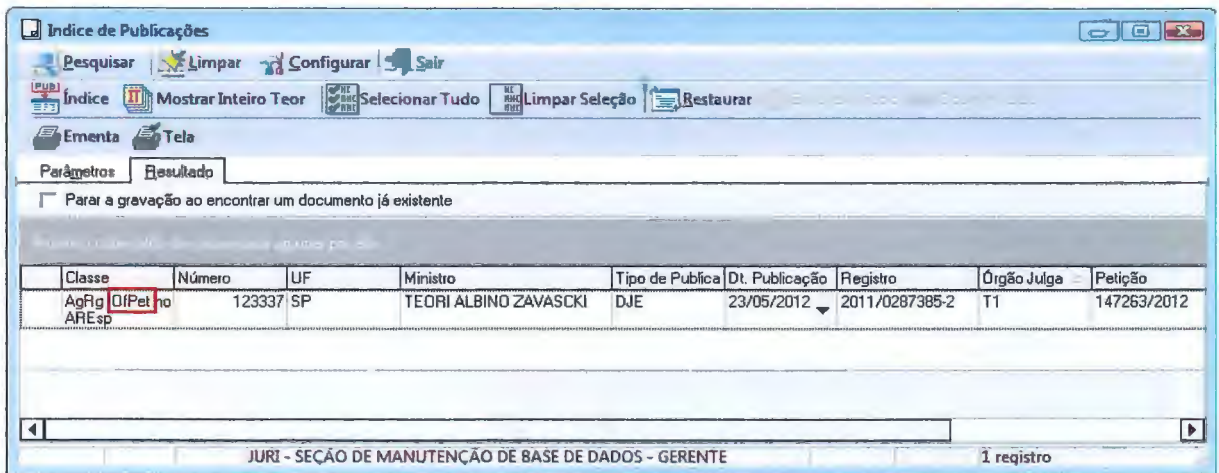 Indice de Publicações
Pesquisar Limpar Configurar Sair
Índice Mostrar Inteiro Teor Selecionar Tudo Limpar Seleção Restaurar
Ementa Tela
Parâmetros Resultado
Parar a gravação ao encontrar um documento já existente
Classe Número UF Ministro Tipo de Publica Dt. Publicação Registro Órgão Julga Petição
AgRg OfPet no 123337 SP TEORI ALBINO ZAVASCKI DJE 23/05/2012 2011/0287385-2 T1 147263/2012
AREsp
JURI - SEÇÃO DE MANUTENÇÃO DE BASE DE DADOS - GERENTE 1 registro